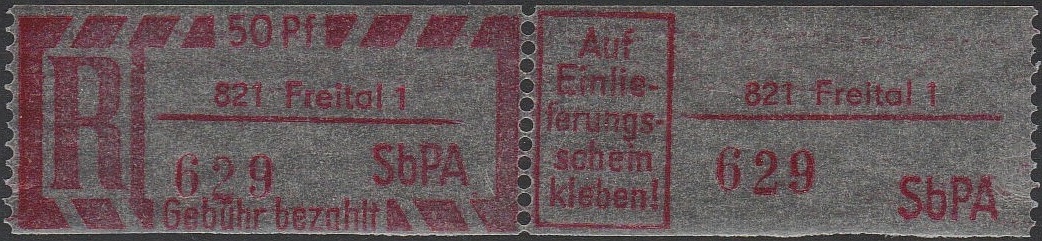 50 Pf
R
821 Freital 1
629
SbPA
Gebühr bezahlt
Auf
Einlie-
ferungs-
schein
kleben!
821 Freital 1
629
SbPA